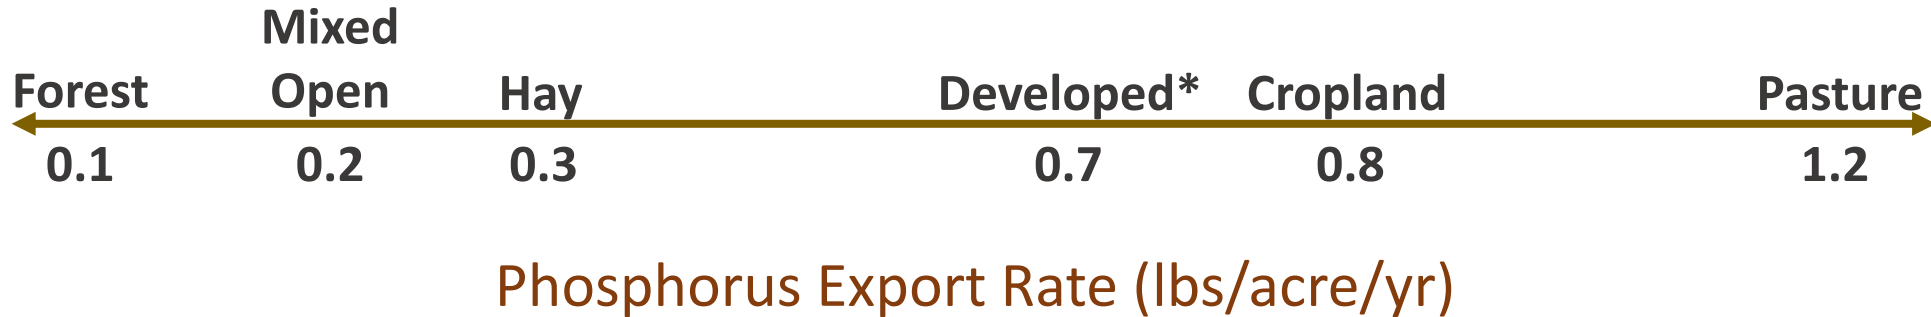 Mixed
Forest Open Hay Developed* Cropland Pasture
0.1 0.2 0.3 0.7 0.8 1.2
Phosphorus Export Rate (lbs/acre/yr)